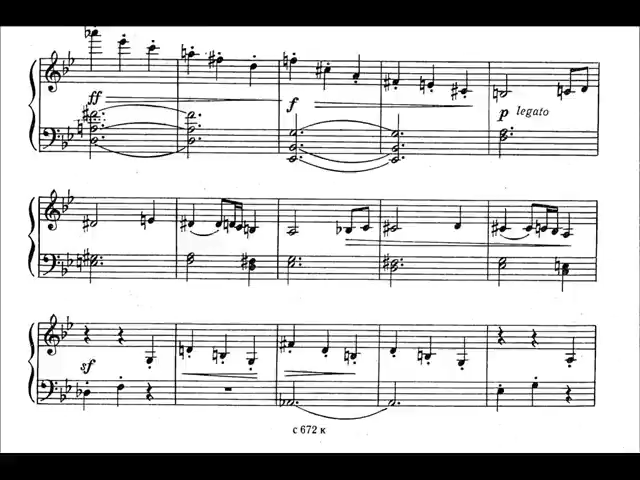 ff
f
p legato
sf
с 672 к